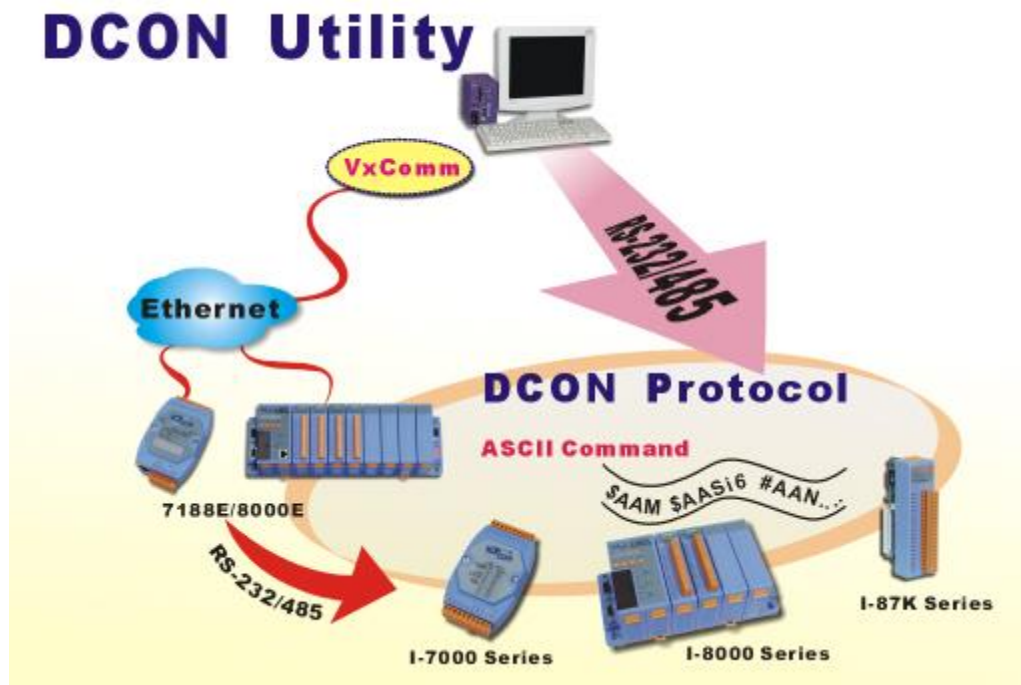 DCON Utility
VxComm
RS-232/485
Ethernet
DCON Protocol
ASCII Command
$AAM $AASi6 #AAN..:
7188E/8000E
RS-232/485
I-7000 Series
I-8000 Series
I-87K Series